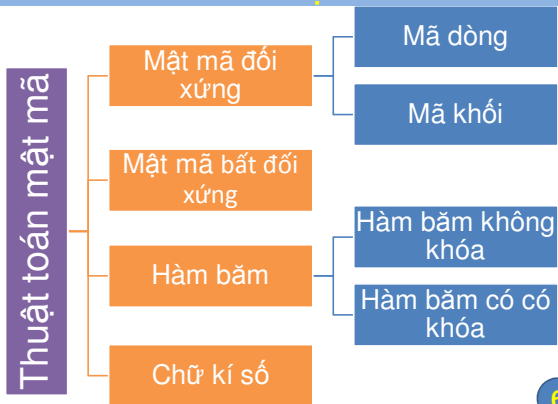 Thuật toán mật mã
Mật mã đối
xứng
Mã dòng
Mã khối
Mật mã bất đối
xứng
Hàm băm
Hàm băm không
khóa
Hàm băm có có
khóa
Chữ kí số
6